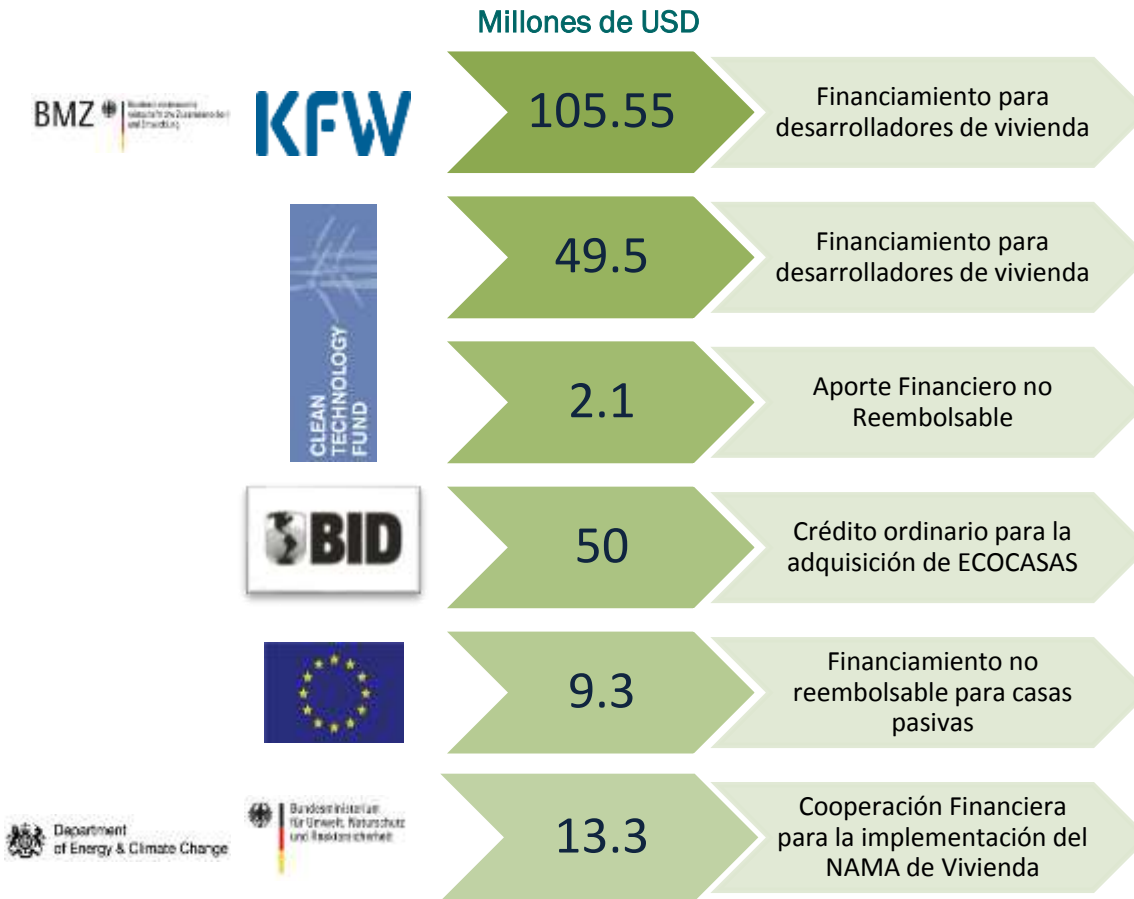 Millones de USD
BMZ
KFW
105.55
Financiamiento para
desarrolladores de vivienda
CLEAN
TECHNOLOGY
FUND
49.5
Financiamiento para
desarrolladores de vivienda
2.1
Aporte Financiero no
Reembolsable
BID
50
Crédito ordinario para la
adquisición de ECOCASAS
9.3
Financiamiento no
reembolsable para casas
pasivas
Department
of Energy & Climate Change
Bundesministerium
für Umwelt, Naturschutz
und Reaktorsicherheit
13.3
Cooperación Financiera
para la implementación del
NAMA de Vivienda